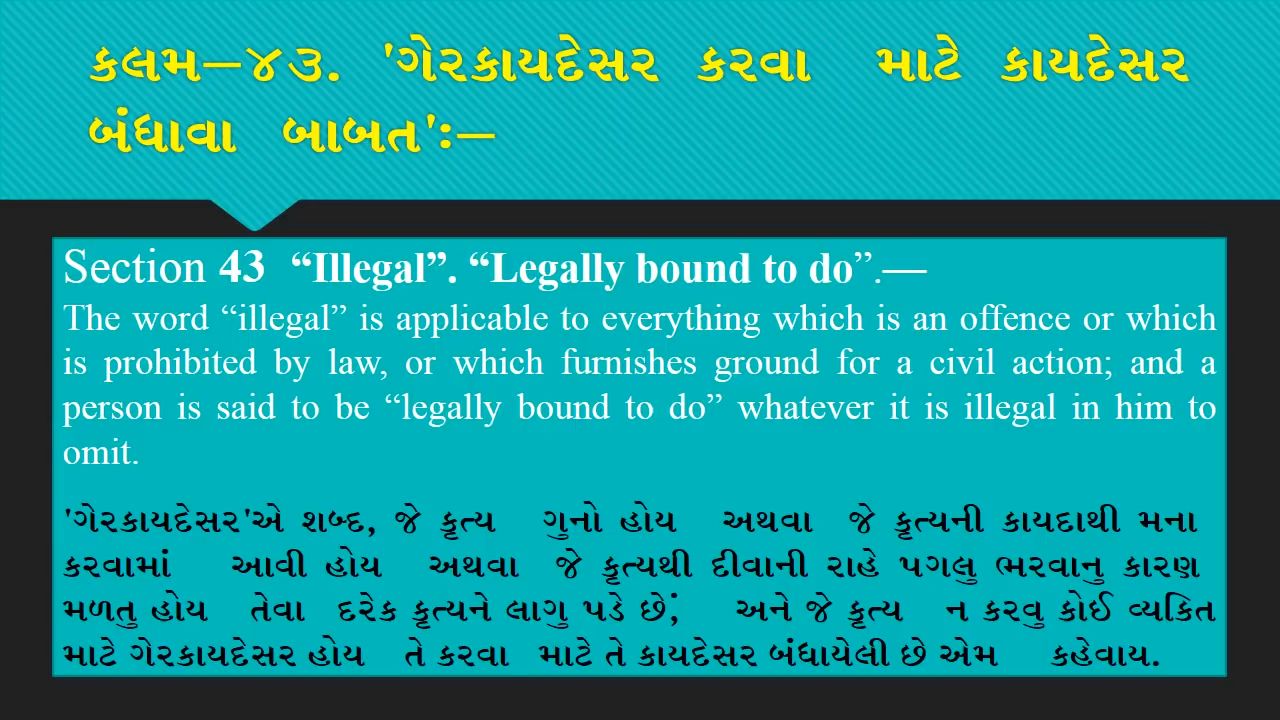 કલમ–૪૩. 'ગેરકાયદેસર કરવા માટે કાયદેસર
બંધાવા બાબત':–
Section 43 “Illegal”. “Legally bound to do”.—
The word “illegal” is applicable to everything which is an offence or which
is prohibited by law, or which furnishes ground for a civil action; and a
person is said to be “legally bound to do” whatever it is illegal in him to
omit.
'ગેરકાયદેસર'એ શબ્દ, જે કૃત્ય ગુનો હોય અથવા જે કૃત્યની કાયદાથી મના
કરવામાં આવી હોય અથવા જે કૃત્યથી દીવાની રાહે પગલુ ભરવાનુ કારણ
મળતુ હોય તેવા દરેક કૃત્યને લાગુ પડે છે; અને જે કૃત્ય ન કરવુ કોઈ વ્યકિત
માટે ગેરકાયદેસર હોય તે કરવા માટે તે કાયદેસર બંધાયેલી છે એમ કહેવાય.